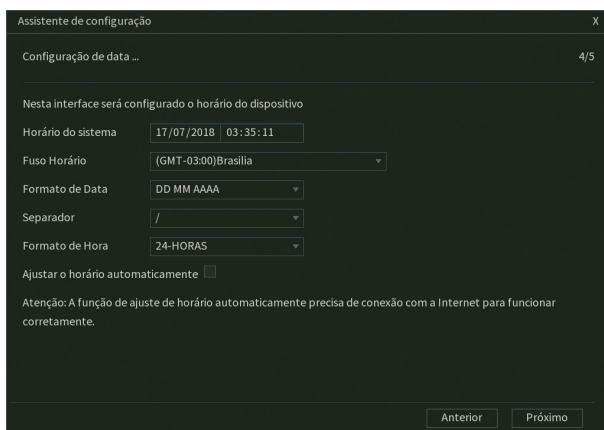 Assistente de configuração X
Configuração de data ... 4/5
Nesta interface será configurado o horário do dispositivo
Horário do sistema 17/07/2018 03:35:11
Fuso Horário (GMT-03:00)Brasilia
Formato de Data DD MM AAAA
Separador /
Formato de Hora 24-HORAS
Ajustar o horário automaticamente
Atenção: A função de ajuste de horário automaticamente precisa de conexão com a Internet para funcionar
corretamente.
Anterior Próximo